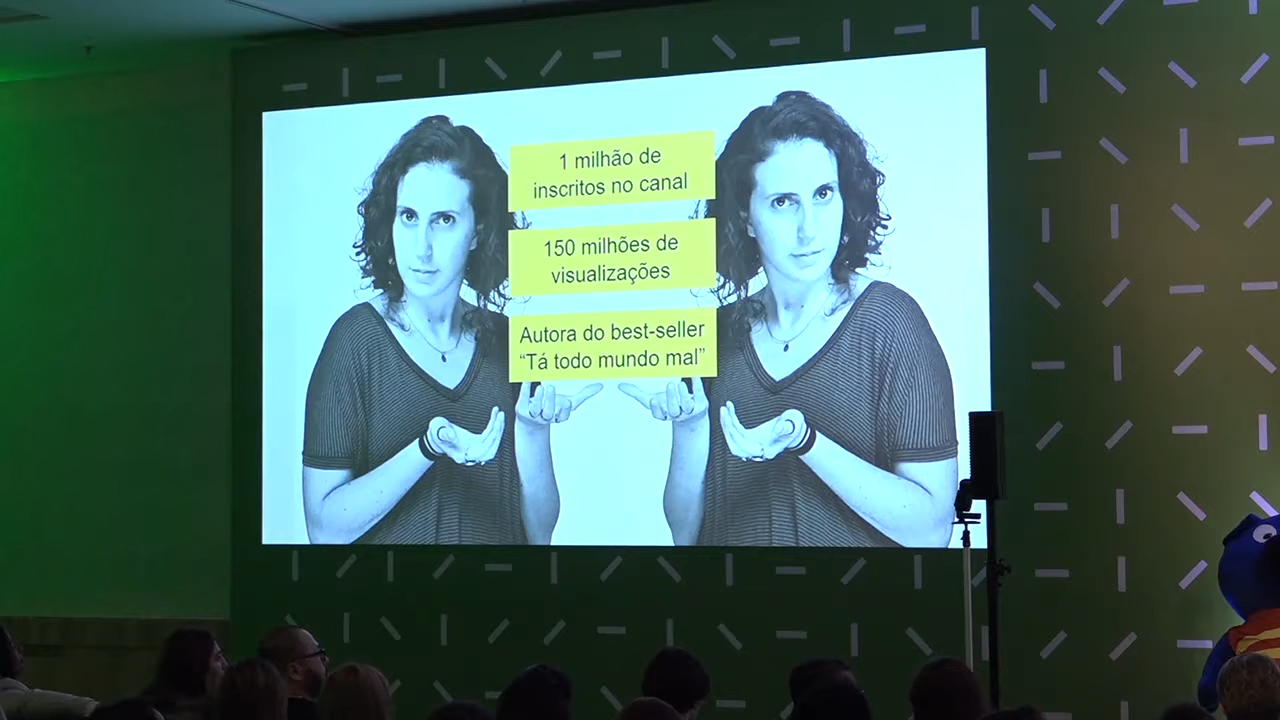 1 milhão de
inscritos no canal
150 milhões de
visualizações
Autora do best-seller
“Tá todo mundo mal”